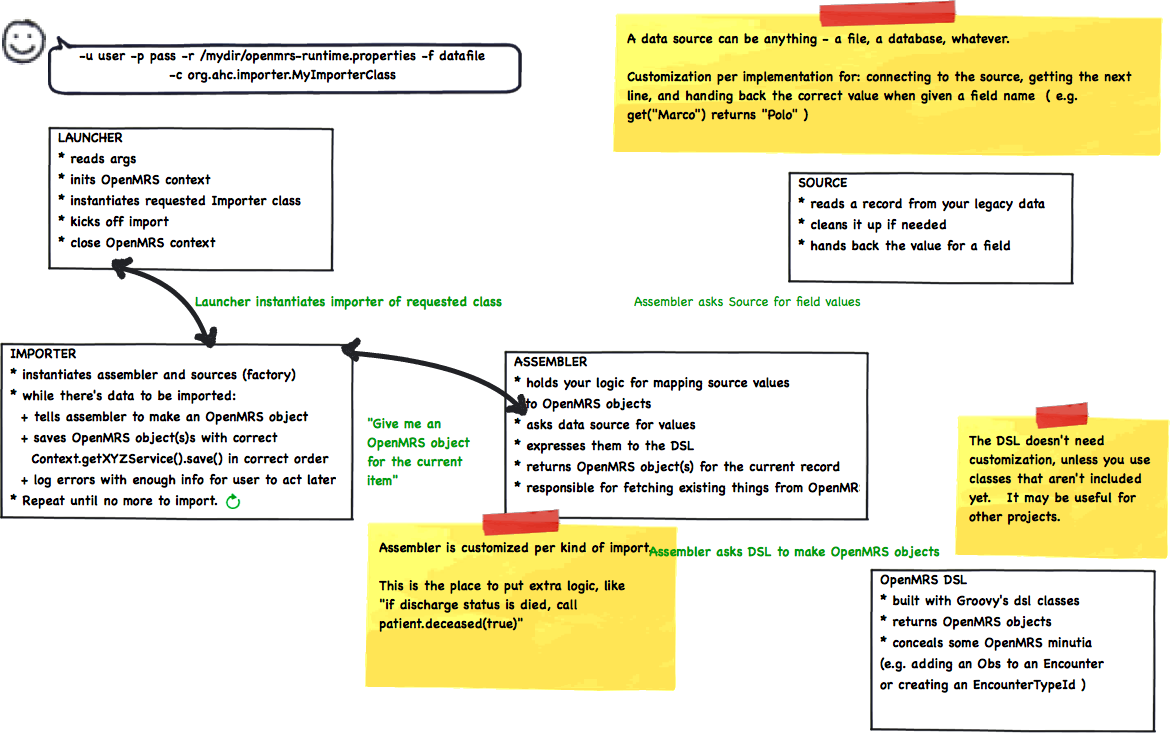 -u user -p pass -r /mydir/openmrs-runtime.properties -f datafile
-c org.ahc.importer.MyImporterClass
A data source can be anything - a file, a database, whatever.
Customization per implementation for: connecting to the source, getting the next
line, and handing back the correct value when given a field name ( e.g.
get("Marco") returns "Polo" )
LAUNCHER
* reads args
* inits OpenMRS context
* instantiates requested Importer class
* kicks off import
* close OpenMRS context
SOURCE
* reads a record from your legacy data
* cleans it up if needed
* hands back the value for a field
Launcher instantiates importer of requested class
Assembler asks Source for field values
IMPORTER
* instantiates assembler and sources (factory)
* while there's data to be imported:
+ tells assembler to make an OpenMRS object
+ saves OpenMRS object(s)s with correct
Context.getXYZService().save() in correct order
+ log errors with enough info for user to act later
* Repeat until no more to import.
"Give me an
OpenMRS object
for the current
item"
ASSEMBLER
* holds your logic for mapping source values
to OpenMRS objects
* asks data source for values
* expresses them to the DSL
* returns OpenMRS object(s) for the current record
* responsible for fetching existing things from OpenMR
The DSL doesn't need
customization, unless you use
classes that aren't included
yet. It may be useful for
other projects.
Assembler is customized per kind of import.
This is the place to put extra logic, like
"if discharge status is died, call
patient.deceased(true)"
Assembler asks DSL to make OpenMRS objects
OpenMRS DSL
* built with Groovy's dsl classes
* returns OpenMRS objects
* conceals some OpenMRS minutia
(e.g. adding an Obs to an Encounter
or creating an EncounterTypeId )